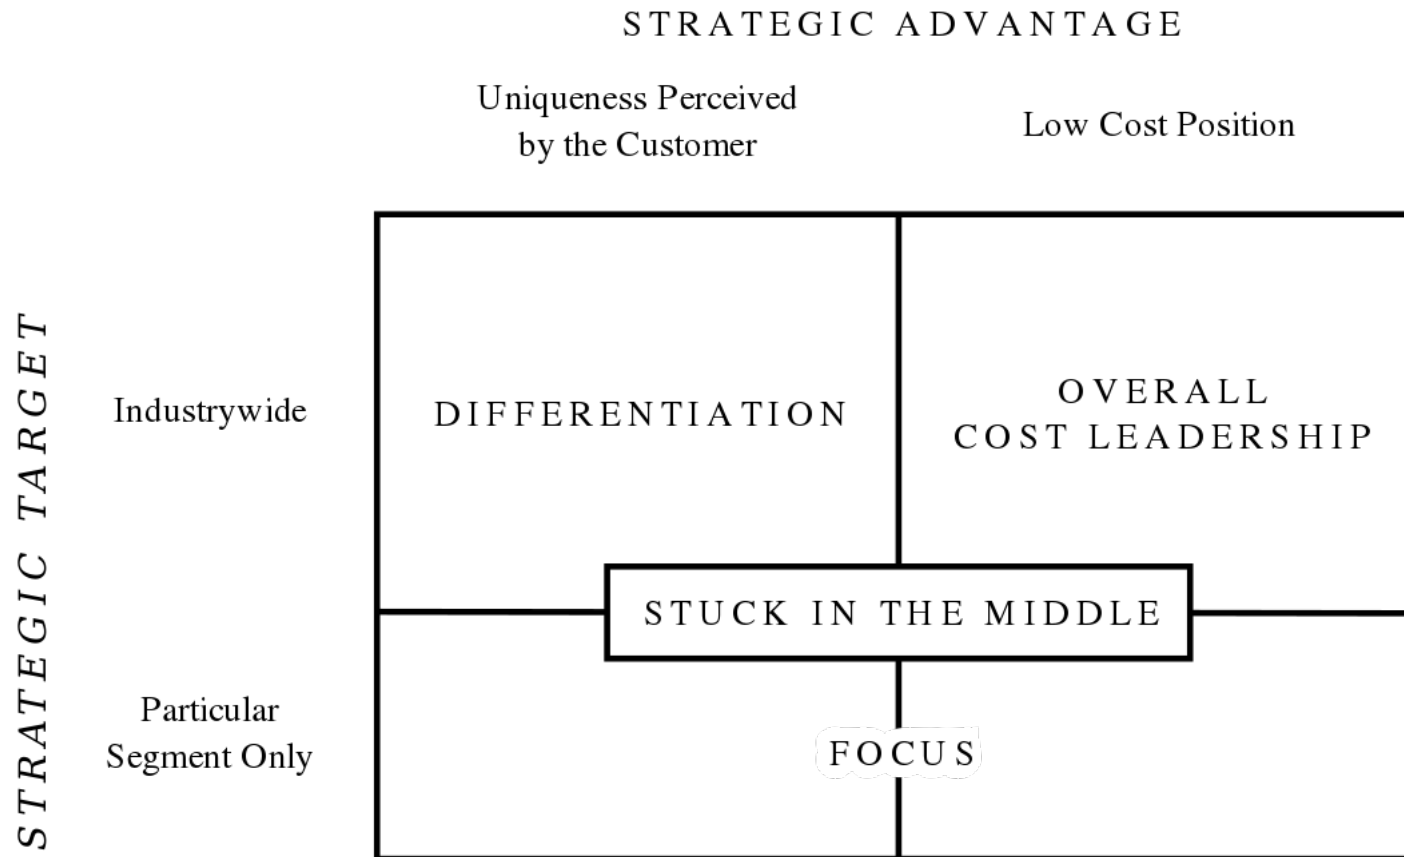 STRATEGIC ADVANTAGE
Uniqueness Perceived
by the Customer
Low Cost Position
STRATEGIC TARGET
Industrywide
DIFFERENTIATION
OVERALL
COST LEADERSHIP
STUCK IN THE MIDDLE
Particular
Segment Only
FOCUS